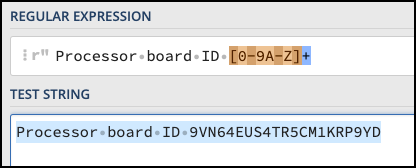 REGULAR EXPRESSION
r" Processor board ID [0-9A-Z]+
TEST STRING
Processor board ID 9VN64EUS4TR5CM1KRP9YD